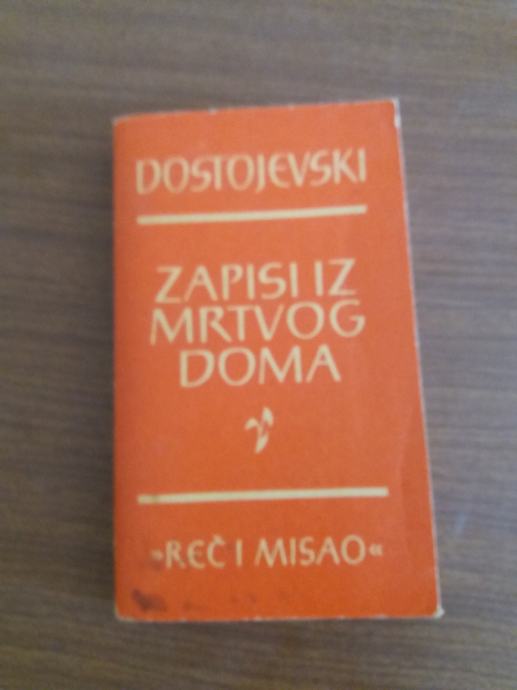 DOSTOJEVSKI
ZAPISI IZ
MRTVOG
DOMA
»REČ I MISAO«